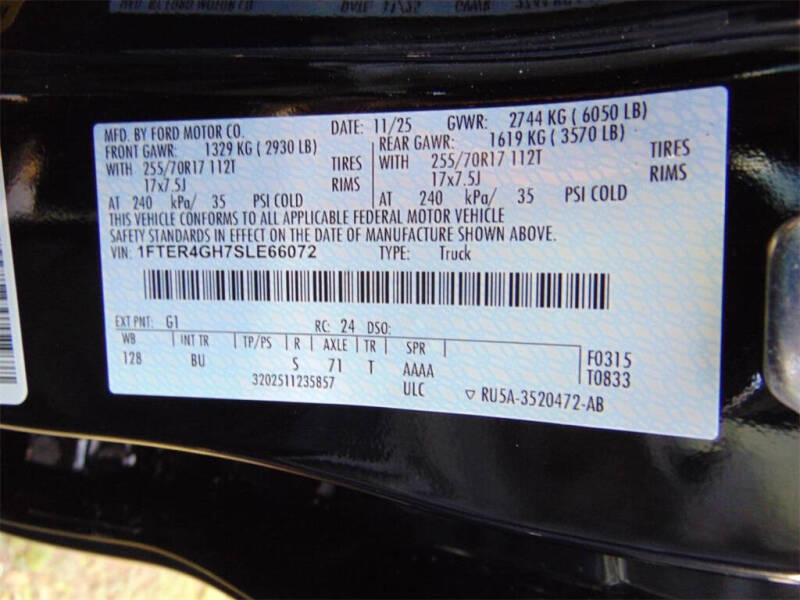 MFD. BY FORD MOTOR CO. DATE: 11/25 GVWR: 2744 KG ( 6050 LB)
FRONT GAWR: 1329 KG ( 2930 LB) REAR GAWR: 1619 KG ( 3570 LB)
WITH 255/70R17 112T TIRES WITH 255/70R17 112T TIRES
17x7.5J RIMS 17x7.5J RIMS
AT 240 kPa/ 35 PSI COLD AT 240 kPa/ 35 PSI COLD
THIS VEHICLE CONFORMS TO ALL APPLICABLE FEDERAL MOTOR VEHICLE
SAFETY STANDARDS IN EFFECT ON THE DATE OF MANUFACTURE SHOWN ABOVE.
VIN: 1FTER4GH7SLE66072 TYPE: Truck
EXT PNT: G1 RC: 24 DSO:
WB INT TR TP/PS R AXLE TR SPR
128 BU S 71 T AAAA
F0315
T0833
3202511235857 ULC ▽ RU5A-3520472-AB